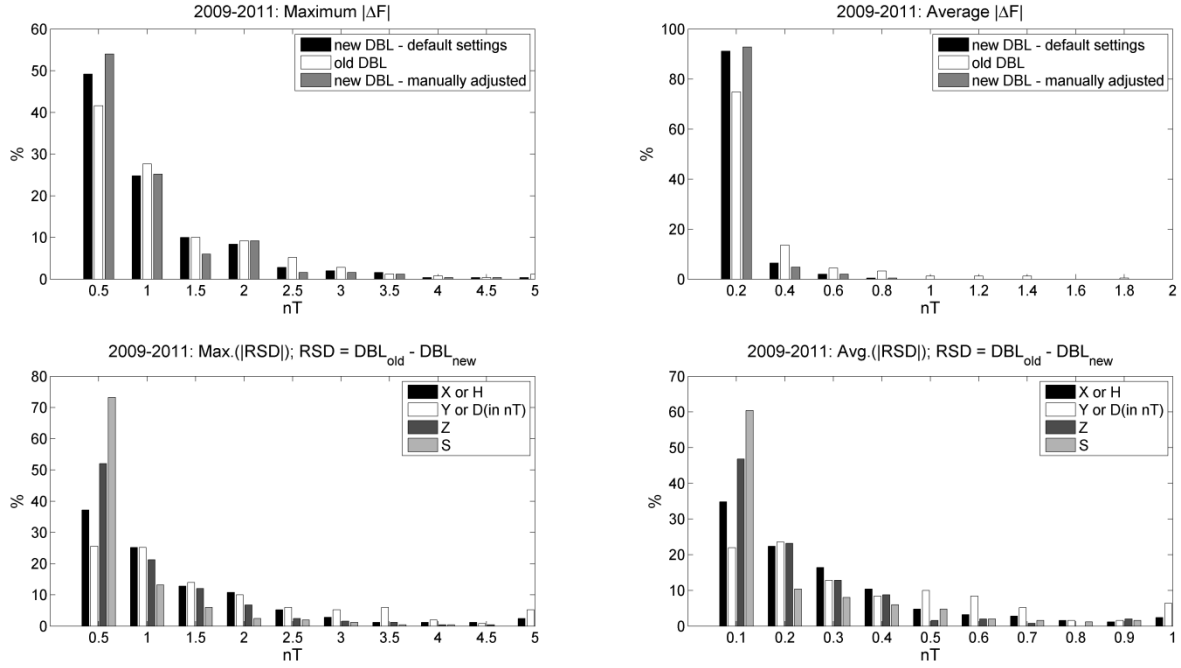 2009-2011: Maximum |ΔF|
60
50
40
30
20
10
0
%
new DBL - default settings
old DBL
new DBL - manually adjusted
0.5 1 1.5 2 2.5 3 3.5 4 4.5 5
nT
2009-2011: Average |ΔF|
100
80
60
40
20
0
%
new DBL - default settings
old DBL
new DBL - manually adjusted
0.2 0.4 0.6 0.8 1 1.2 1.4 1.6 1.8 2
nT
2009-2011: Max.(|RSD|); RSD = DBLold - DBLnew
80
70
60
50
40
30
20
10
0
%
X or H
Y or D(in nT)
Z
S
0.5 1 1.5 2 2.5 3 3.5 4 4.5 5
nT
2009-2011: Avg.(|RSD|); RSD = DBLold - DBLnew
70
60
50
40
30
20
10
0
%
X or H
Y or D(in nT)
Z
S
0.1 0.2 0.3 0.4 0.5 0.6 0.7 0.8 0.9 1
nT